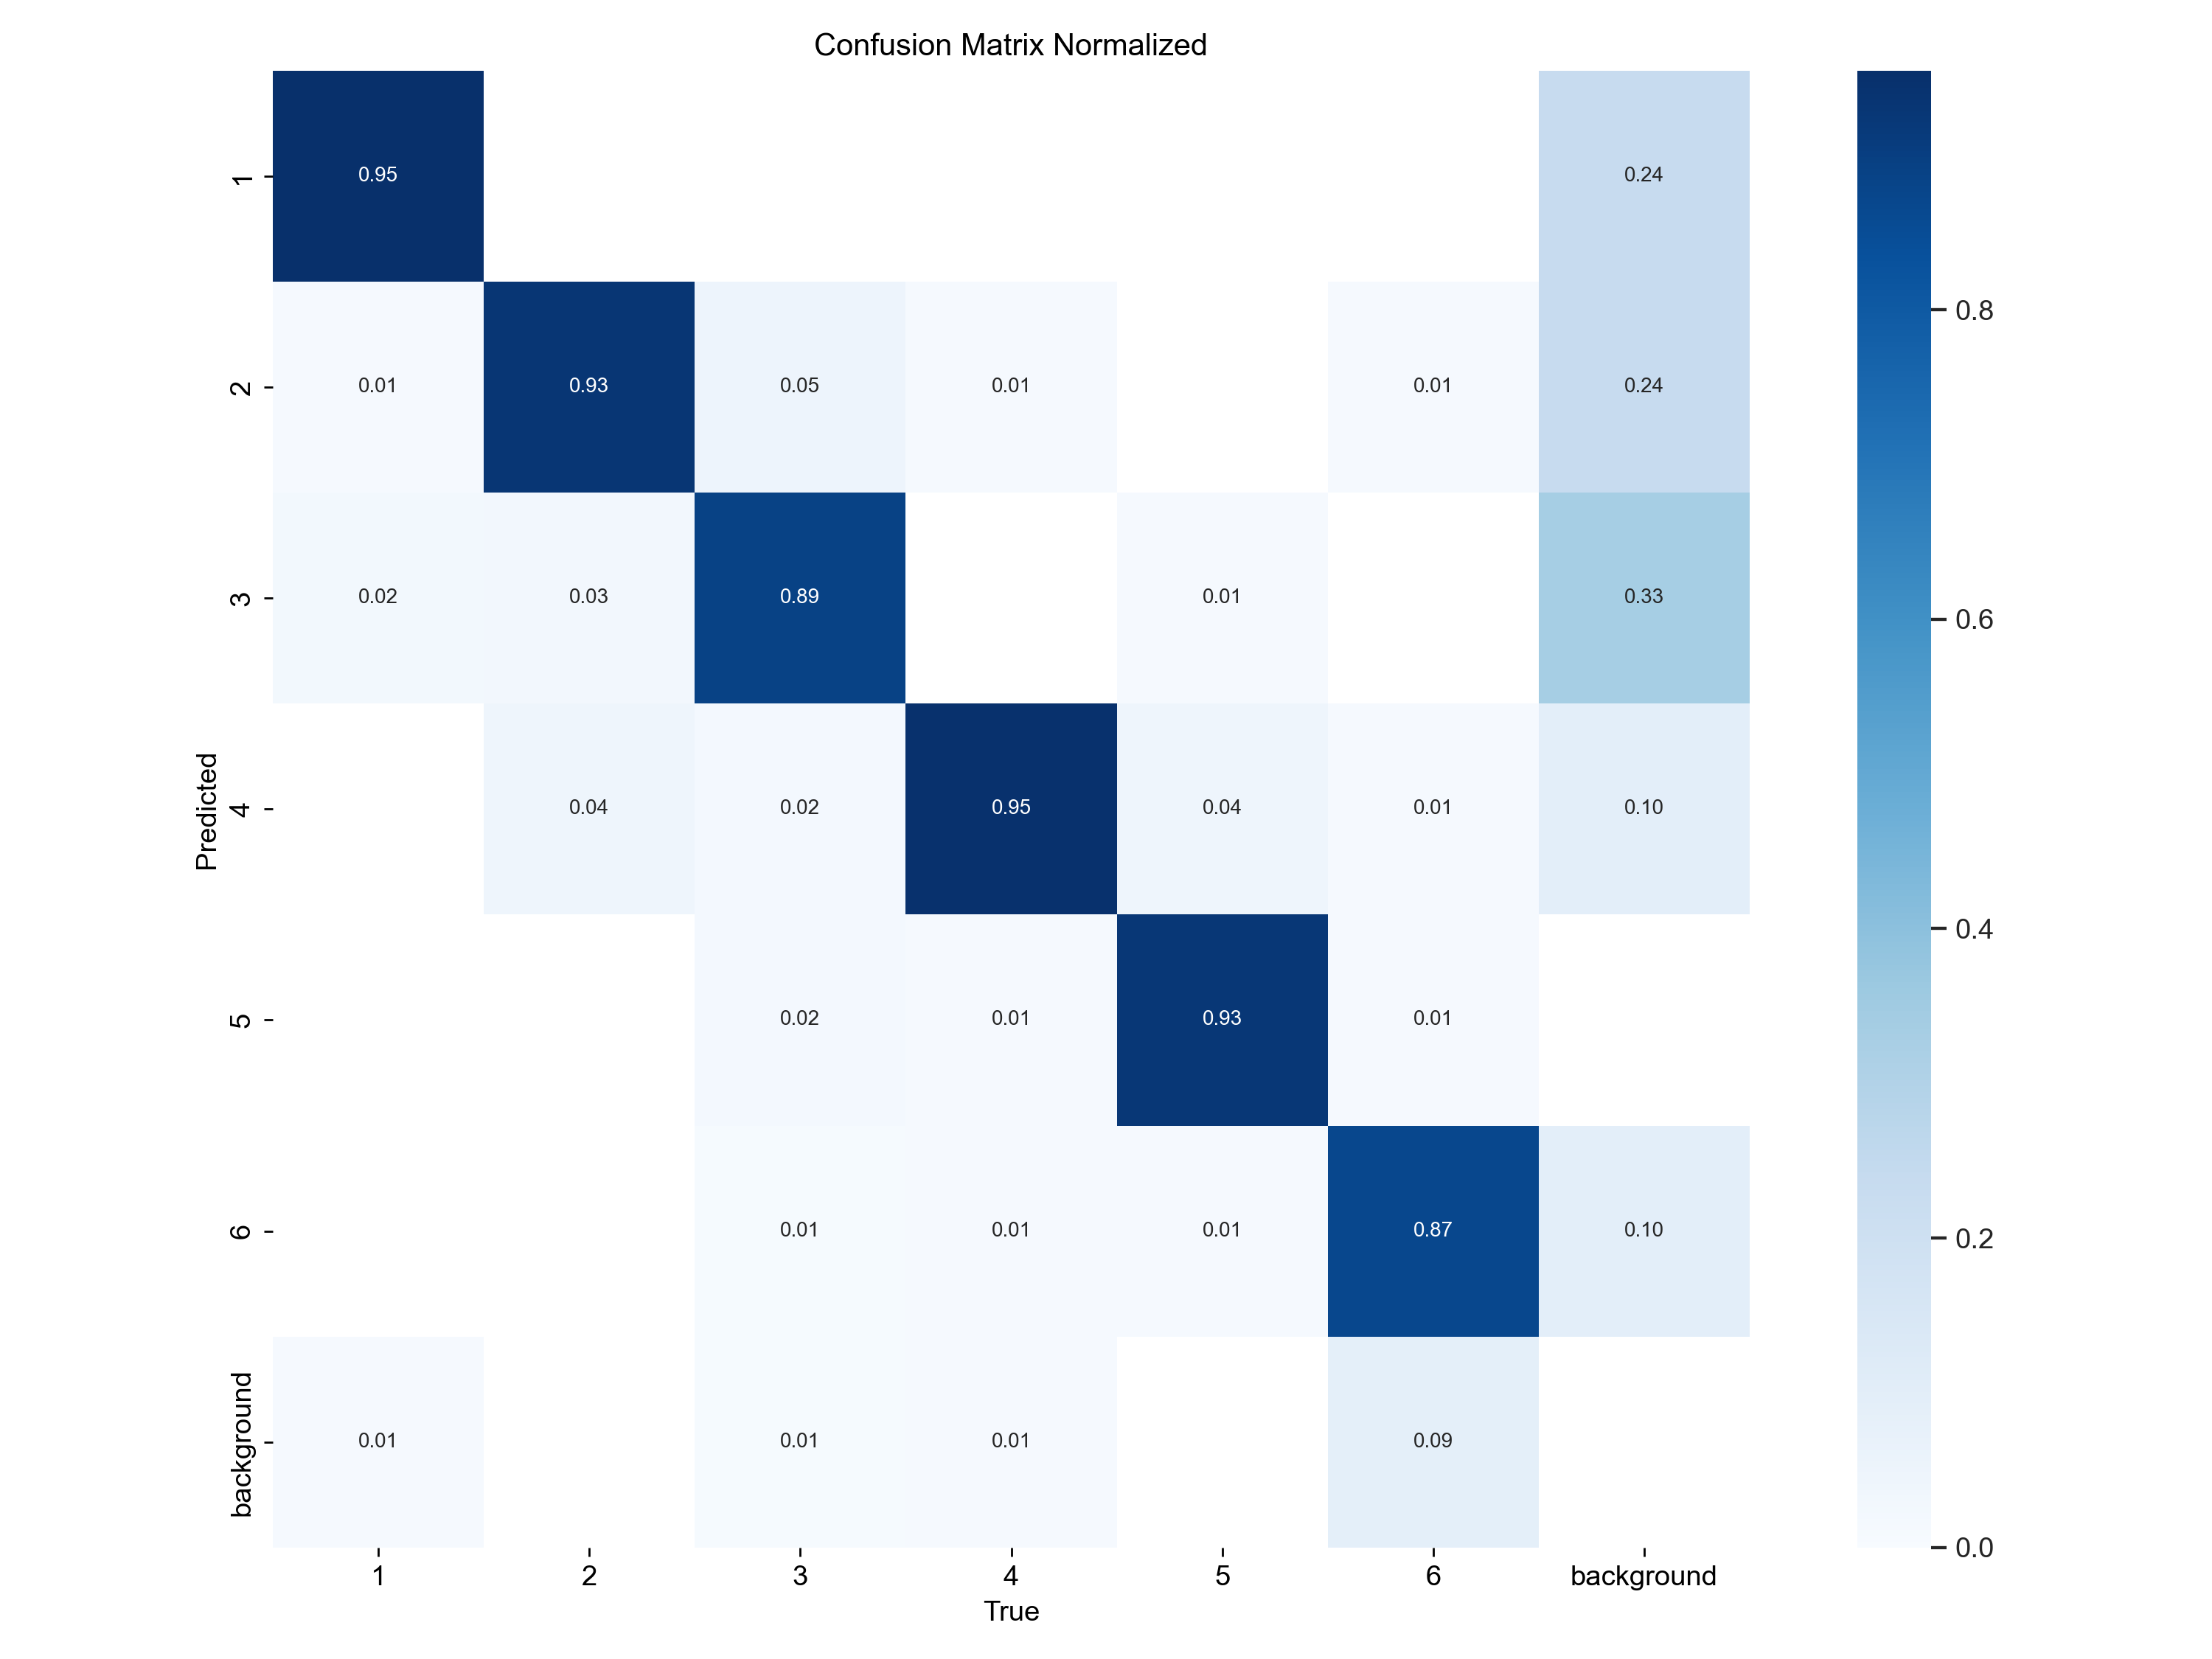 Confusion Matrix Normalized
1 0.95 0.24
2 0.01 0.93 0.05 0.01 0.01 0.24
3 0.02 0.03 0.89 0.01 0.33
4 0.04 0.02 0.95 0.04 0.01 0.10
5 0.02 0.01 0.93 0.01
6 0.01 0.01 0.01 0.87 0.10
background 0.01 0.01 0.01 0.09
1 2 3 4 5 6 background
True
Predicted
0.8
0.6
0.4
0.2
0.0